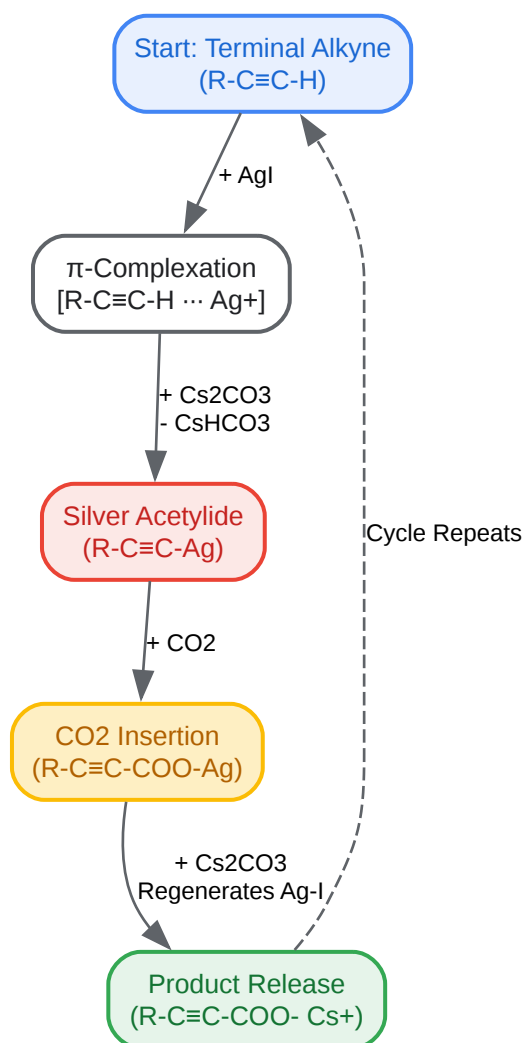 Start: Terminal Alkyne
(R-C≡C-H)
+ AgI
π-Complexation
[R-C≡C-H ··· Ag+]
+ Cs2CO3
- CsHCO3
Silver Acetylide
(R-C≡C-Ag)
Cycle Repeats
+ CO2
CO2 Insertion
(R-C≡C-COO-Ag)
+ Cs2CO3
Regenerates Ag-I
Product Release
(R-C≡C-COO- Cs+)